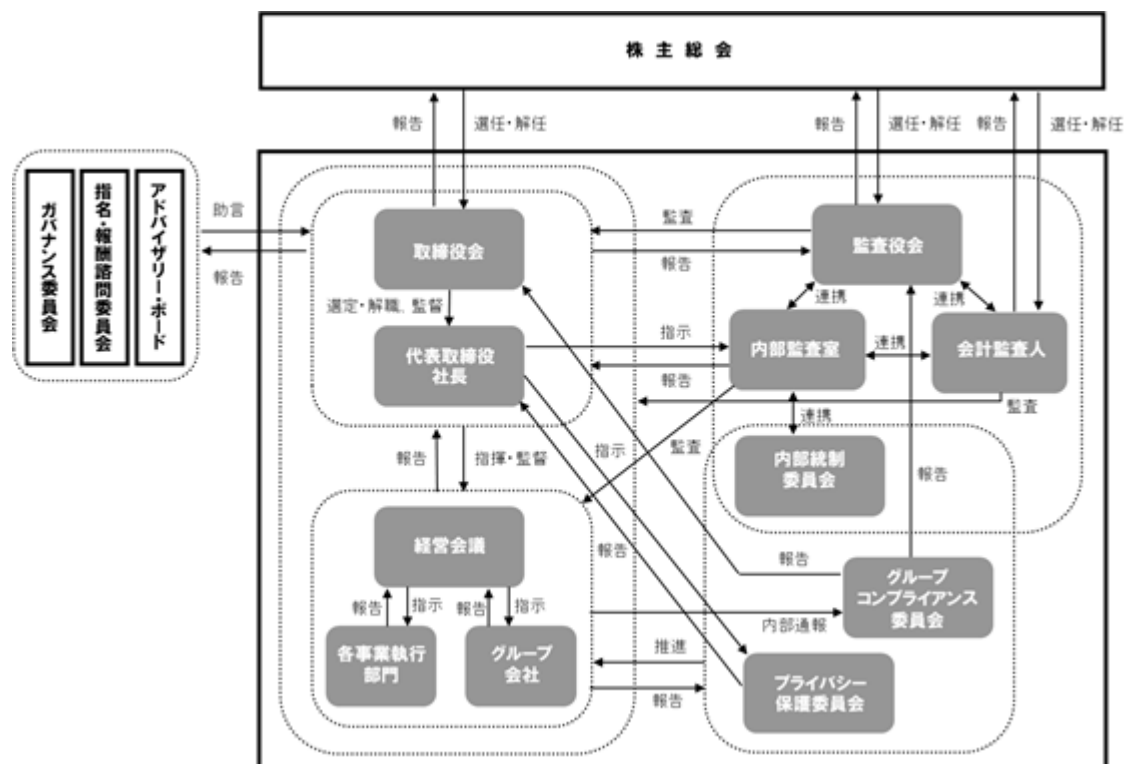 株主総会
報告
選任・解任
報告
選任・解任
報告
選任・解任
ガバナンス委員会
指名・報酬諮問委員会
アドバイザリー・ボード
助言
報告
取締役会
監査
報告
監査役会
選定・解職、監督
連携
連携
代表取締役
社長
指示
報告
内部監査室
連携
会計監査人
監査
連携
報告
指揮・監督
指示
監査
内部統制
委員会
報告
経営会議
報告
報告
グループ
コンプライアンス
委員会
報告
指示
報告
指示
内部通報
各事業執行
部門
グループ
会社
推進
報告
プライバシー
保護委員会